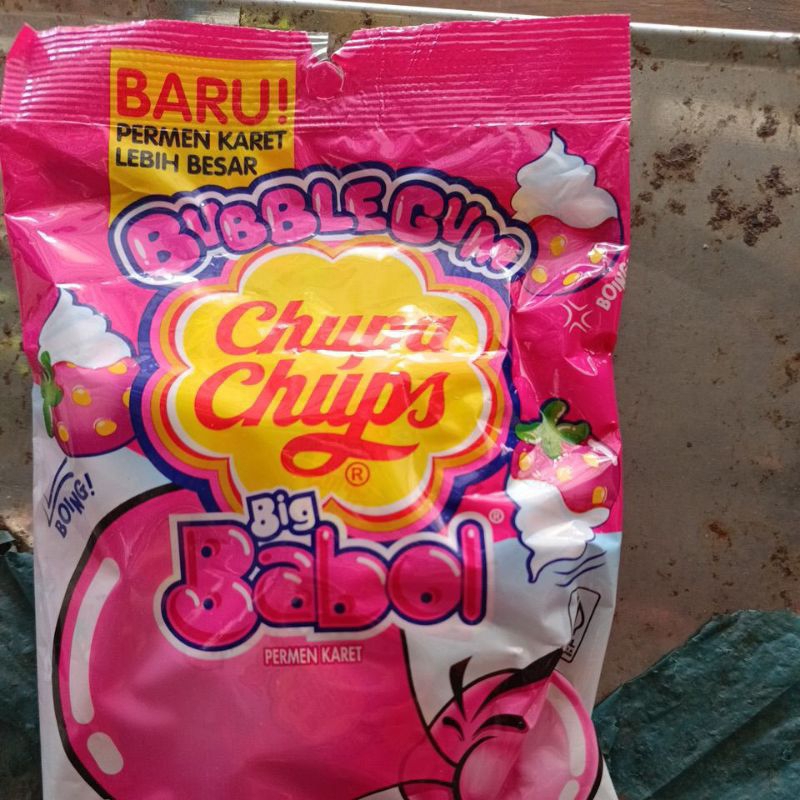 BARU!
PERMEN KARET
LEBIH BESAR
BUBBLE GUM
Chupa
Chups
®
BOING!
BOING!
Big
Babol®
PERMEN KARET